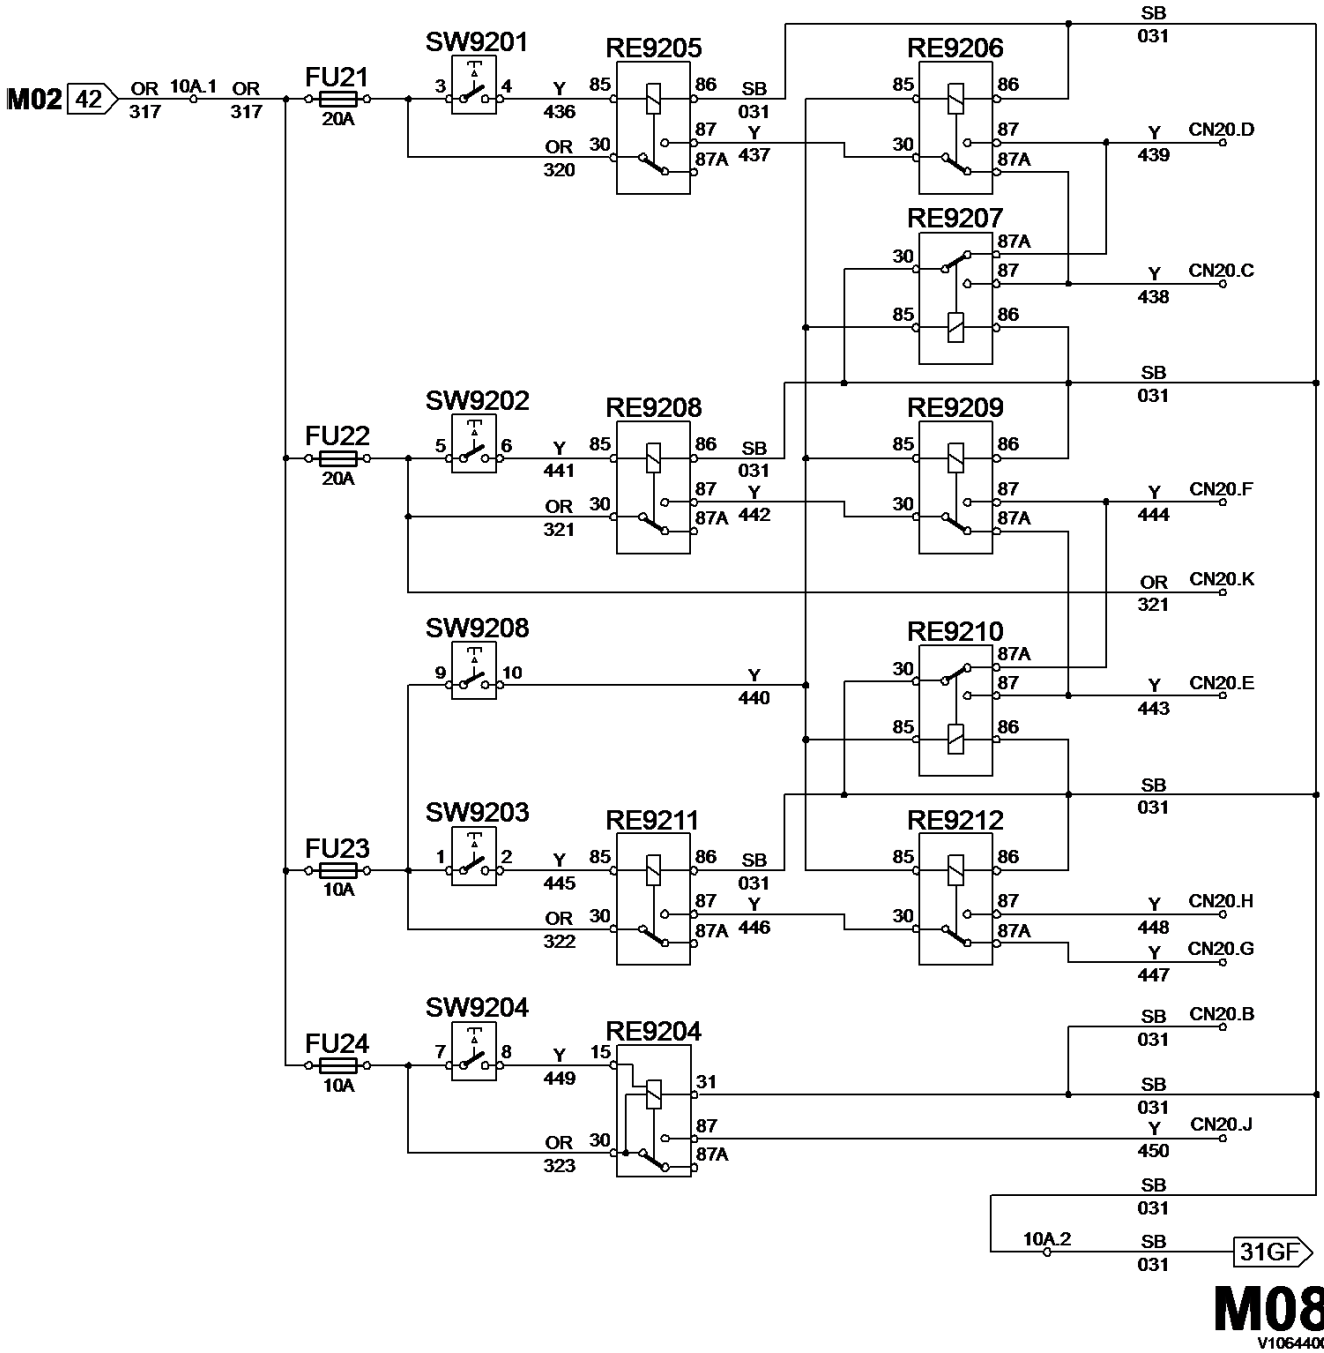 SB
031
SW9201
RE9205
RE9206
M02 42
OR 10A.1 OR
317 317
FU21
20A
3 4
Y
436
85 86
SB
031
85 86
OR
320
30 87
87A
Y
437
30 87
87A
Y
439
CN20.D
RE9207
30 87A
87
Y
438
CN20.C
85 86
SB
031
SW9202
RE9208
RE9209
FU22
20A
5 6
Y
441
85 86
SB
031
85 86
OR
321
30 87
87A
Y
442
30 87
87A
Y
444
CN20.F
OR
321
CN20.K
SW9208
9 10
Y
440
RE9210
30 87A
87
Y
443
CN20.E
85 86
SB
031
SW9203
RE9211
RE9212
FU23
10A
1 2
Y
445
85 86
SB
031
85 86
OR
322
30 87
87A
Y
446
30 87
87A
Y
448
CN20.H
Y
447
CN20.G
SW9204
RE9204
FU24
10A
7 8
Y
449
15 31
SB
031
CN20.B
SB
031
OR
323
30 87
87A
Y
450
CN20.J
SB
031
10A.2
SB
031
31GF
M08